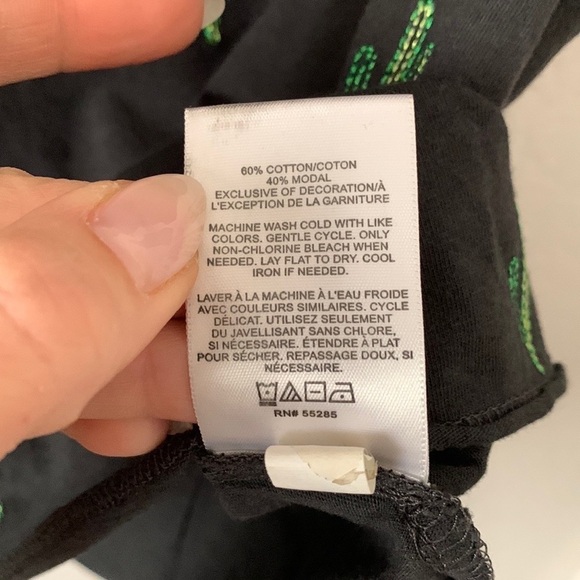 60% COTTON/COTON
40% MODAL
EXCLUSIVE OF DECORATION/À
L'EXCEPTION DE LA GARNITURE
MACHINE WASH COLD WITH LIKE
COLORS. GENTLE CYCLE. ONLY
NON-CHLORINE BLEACH WHEN
NEEDED. LAY FLAT TO DRY. COOL
IRON IF NEEDED.
LAVER À LA MACHINE À L'EAU FROIDE
AVEC COULEURS SIMILAIRES. CYCLE
DÉLICAT. UTILISEZ SEULEMENT
DU JAVELLISANT SANS CHLORE,
SI NÉCESSAIRE. ÉTENDRE À PLAT
POUR SÉCHER. REPASSAGE DOUX, SI
NÉCESSAIRE.
RN# 55285